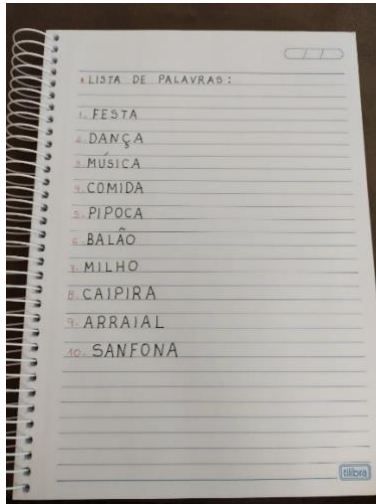 . LISTA DE PALAVRAS:
1. FESTA
2. DANÇA
3. MÚSICA
4. COMIDA
5. PIPOCA
6. BALÃO
7. MILHO
8. CAIPIRA
9. ARRAIAL
10. SANFONA
tilibra